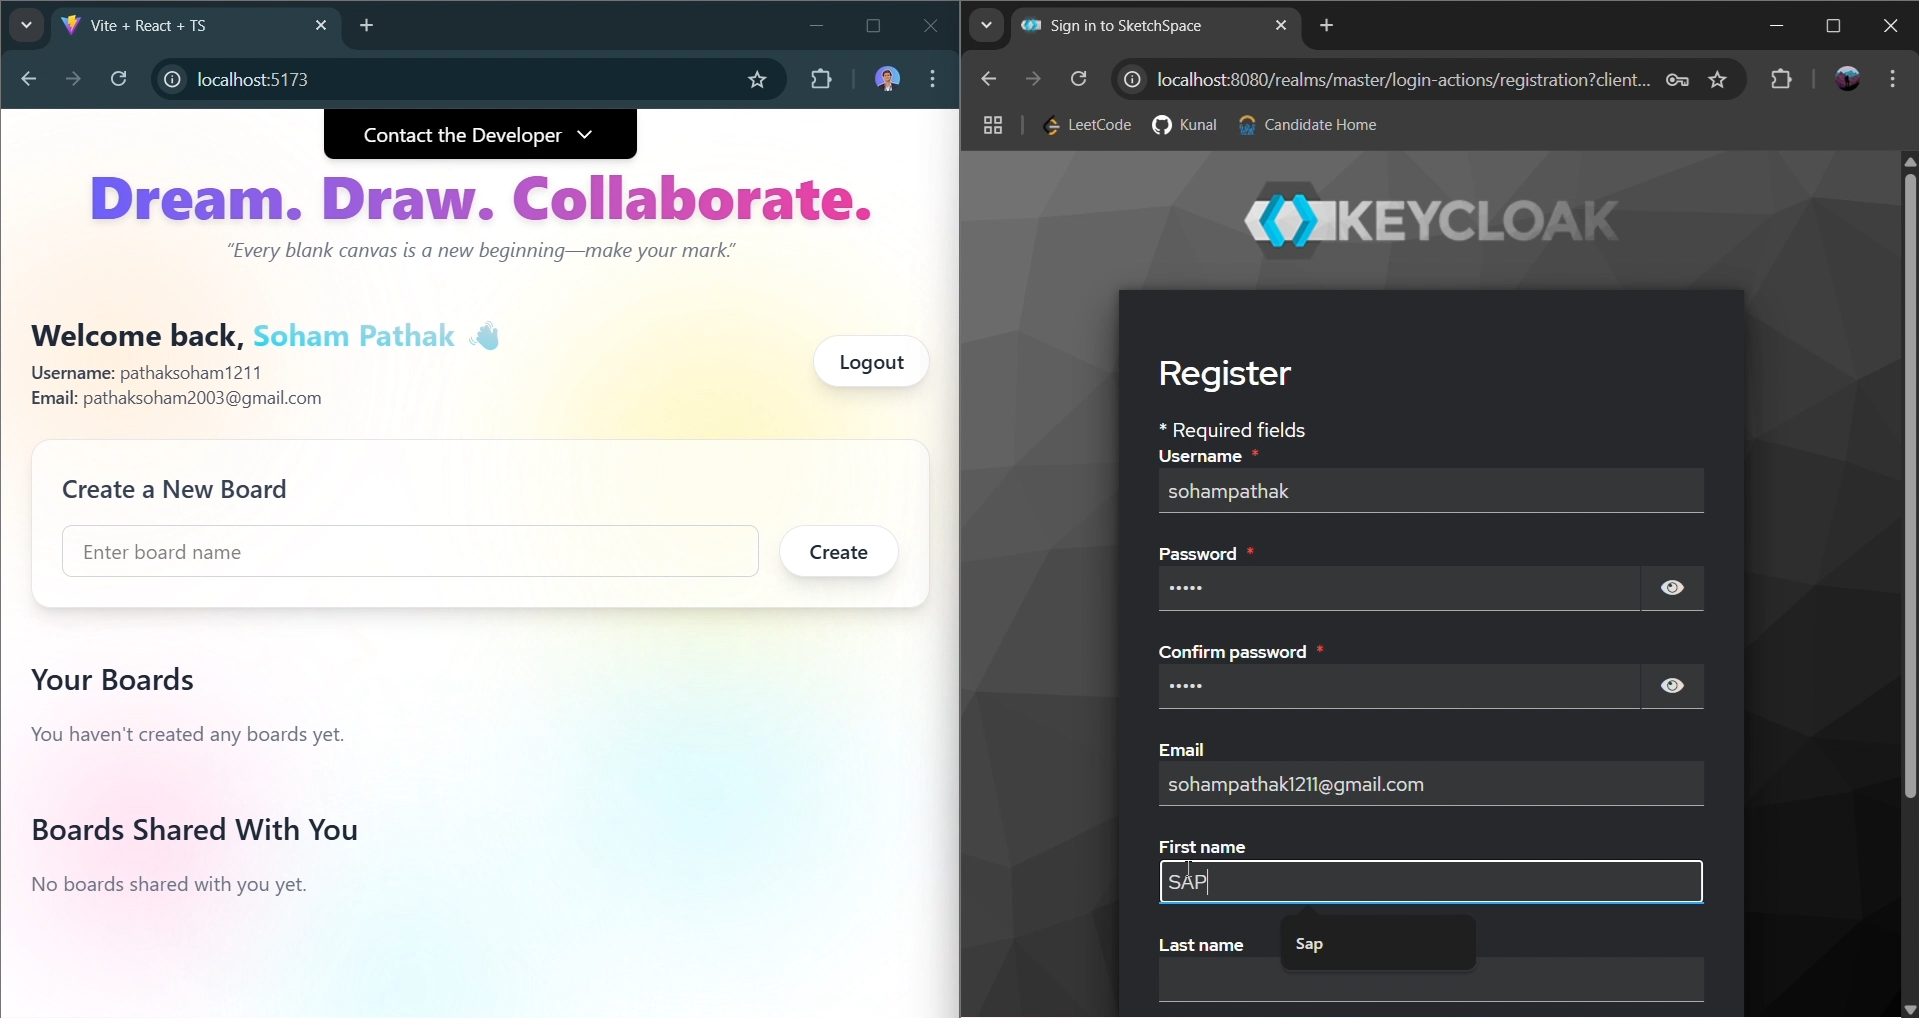 Vite + React + TS
localhost:5173
Contact the Developer
Dream. Draw. Collaborate.
“Every blank canvas is a new beginning—make your mark.”
Welcome back, Soham Pathak 👋
Username: pathaksoham1211
Email: pathaksoham2003@gmail.com
Logout
Create a New Board
Enter board name
Create
Your Boards
You haven't created any boards yet.
Boards Shared With You
No boards shared with you yet.
Sign in to SketchSpace
localhost:8080/realms/master/login-actions/registration?client...
LeetCode
Kunal
Candidate Home
KEYCLOAK
Register
* Required fields
Username *
sohampathak
Password *
•••••
Confirm password *
•••••
Email
sohampathak1211@gmail.com
First name
SAP
Sap
Last name